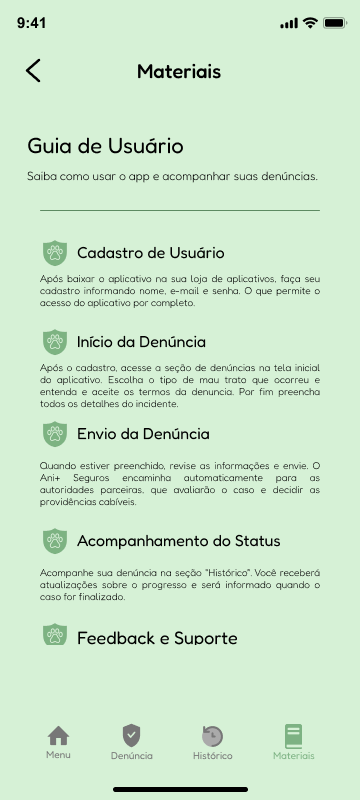 9:41
Materiais
Guia de Usuário
Saiba como usar o app e acompanhar suas denúncias.
Cadastro de Usuário
Após baixar o aplicativo na sua loja de aplicativos, faça seu
cadastro informando nome, e-mail e senha. O que permite o
acesso do aplicativo por completo.
Início da Denúncia
Após o cadastro, acesse a seção de denúncias na tela inicial
do aplicativo. Escolha o tipo de mau trato que ocorreu e
entenda e aceite os termos da denuncia. Por fim preencha
todos os detalhes do incidente.
Envio da Denúncia
Quando estiver preenchido, revise as informações e envie. O
Ani+ Seguros encaminha automaticamente para as
autoridades parceiras, que avaliarão o caso e decidir as
providências cabíveis.
Acompanhamento do Status
Acompanhe sua denúncia na seção "Histórico". Você receberá
atualizações sobre o progresso e será informado quando o
caso for finalizado.
Feedback e Suporte
Menu
Denúncia
Histórico
Materiais